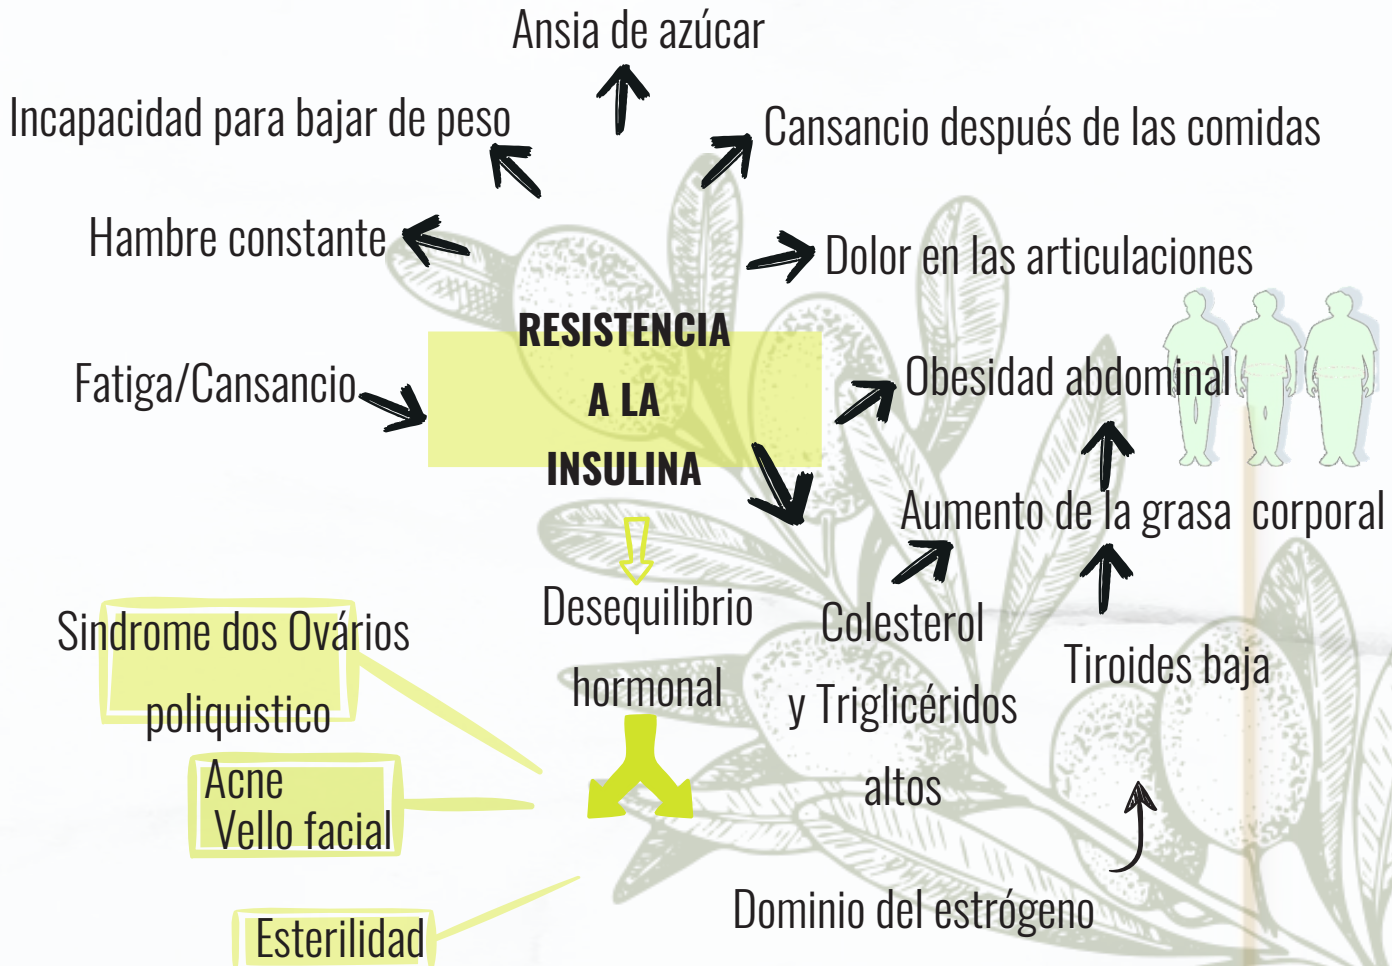 Ansia de azúcar
Incapacidad para bajar de peso
Cansancio después de las comidas
Hambre constante
Dolor en las articulaciones
RESISTENCIA
A LA
INSULINA
Fatiga/Cansancio
Obesidad abdominal
Aumento de la grasa corporal
Desequilibrio
hormonal
Colesterol
y Triglicéridos
altos
Tiroides baja
Sindrome dos Ovários
poliquistico
Acne
Vello facial
Dominio del estrógeno
Esterilidad